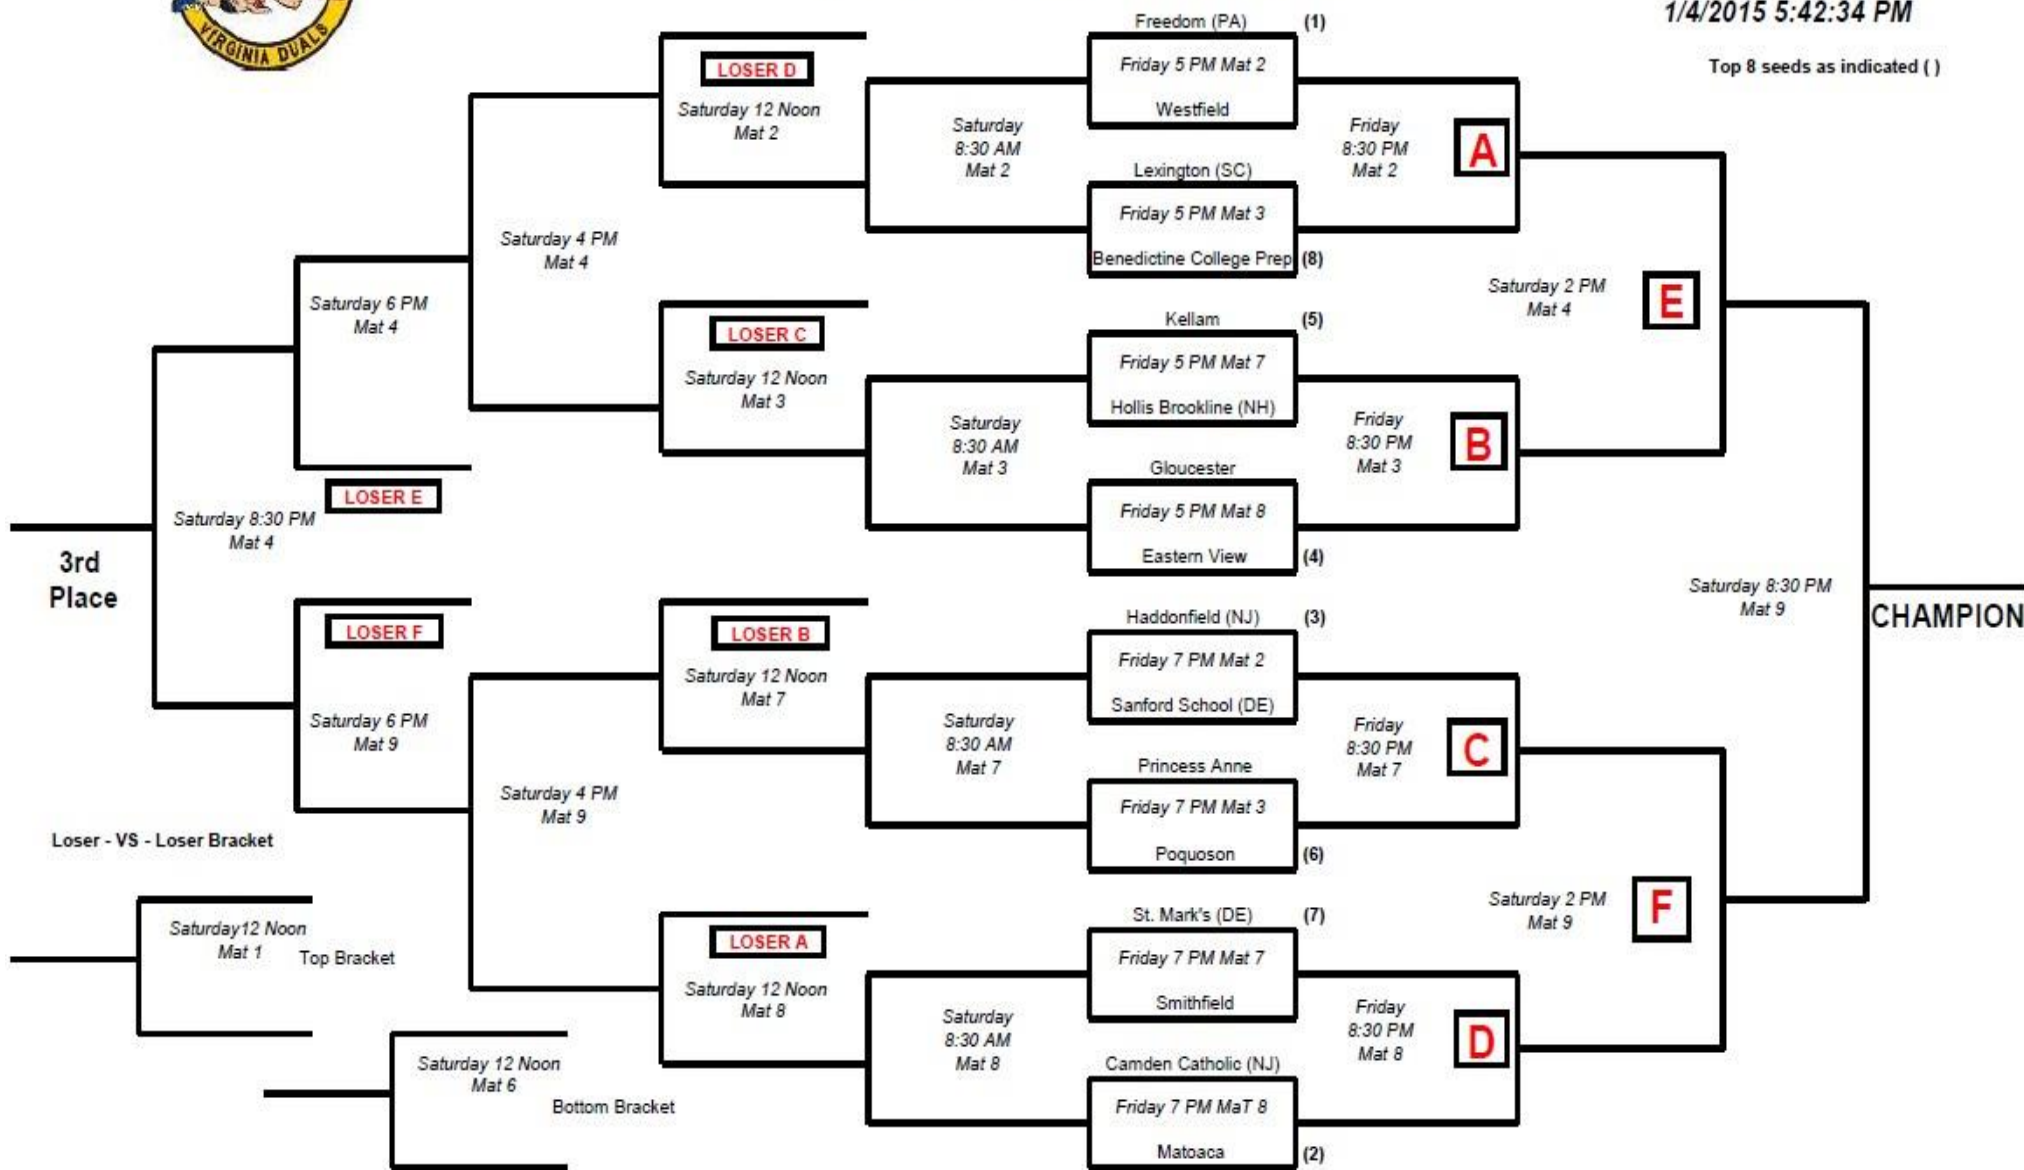 VIRGINIA DUALS
1/4/2015 5:42:34 PM
Top 8 seeds as indicated ( )
Freedom (PA) (1)
Friday 5 PM Mat 2
Westfield
Lexington (SC)
Friday 5 PM Mat 3
Benedictine College Prep (8)
Kellam (5)
Friday 5 PM Mat 7
Hollis Brookline (NH)
Gloucester
Friday 5 PM Mat 8
Eastern View (4)
Haddonfield (NJ) (3)
Friday 7 PM Mat 2
Sanford School (DE)
Princess Anne
Friday 7 PM Mat 3
Poquoson (6)
St. Mark's (DE) (7)
Friday 7 PM Mat 7
Smithfield
Camden Catholic (NJ)
Friday 7 PM MaT 8
Matoaca (2)
Friday
8:30 PM
Mat 2
A
Friday
8:30 PM
Mat 3
B
Friday
8:30 PM
Mat 7
C
Friday
8:30 PM
Mat 8
D
Saturday 2 PM
Mat 4
E
Saturday 2 PM
Mat 9
F
Saturday 8:30 PM
Mat 9
CHAMPION
Saturday
8:30 AM
Mat 2
Saturday
8:30 AM
Mat 3
Saturday
8:30 AM
Mat 7
Saturday
8:30 AM
Mat 8
LOSER D
Saturday 12 Noon
Mat 2
LOSER C
Saturday 12 Noon
Mat 3
LOSER B
Saturday 12 Noon
Mat 7
LOSER A
Saturday 12 Noon
Mat 8
Saturday 4 PM
Mat 4
Saturday 4 PM
Mat 9
Saturday 6 PM
Mat 4
LOSER E
LOSER F
Saturday 6 PM
Mat 9
Saturday 8:30 PM
Mat 4
3rd
Place
Loser - VS - Loser Bracket
Saturday12 Noon
Mat 1
Top Bracket
Saturday 12 Noon
Mat 6
Bottom Bracket